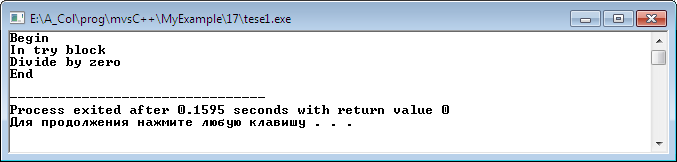 E:\A_Col\prog\mvsC++\MyExample\17\tese1.exe
Begin
In try block
Divide by zero
End
--------------------------------
Process exited after 0.1595 seconds with return value 0
Для продолжения нажмите любую клавишу . . .